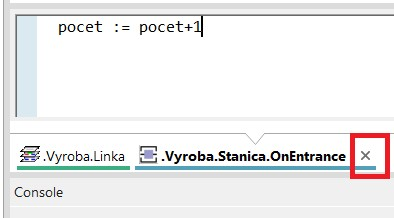 pocet := pocet+1
.Vyroba.Linka .Vyroba.Stanica.OnEntrance
Console